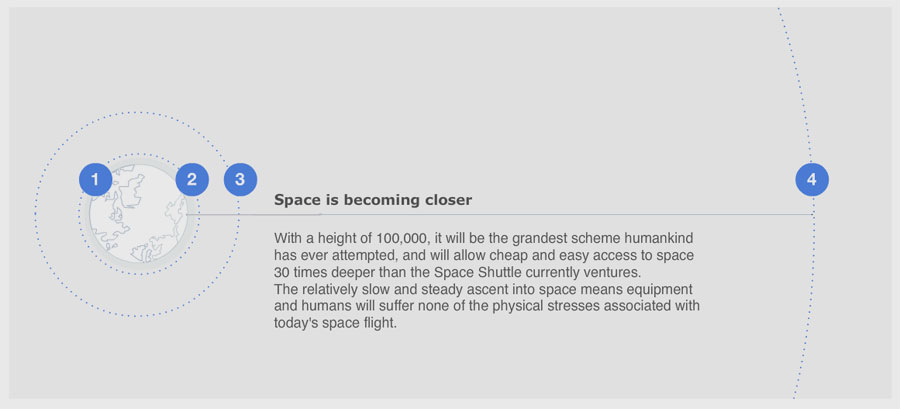 1 2 3 4
Space is becoming closer
With a height of 100,000, it will be the grandest scheme humankind
has ever attempted, and will allow cheap and easy access to space
30 times deeper than the Space Shuttle currently ventures.
The relatively slow and steady ascent into space means equipment
and humans will suffer none of the physical stresses associated with
today's space flight.